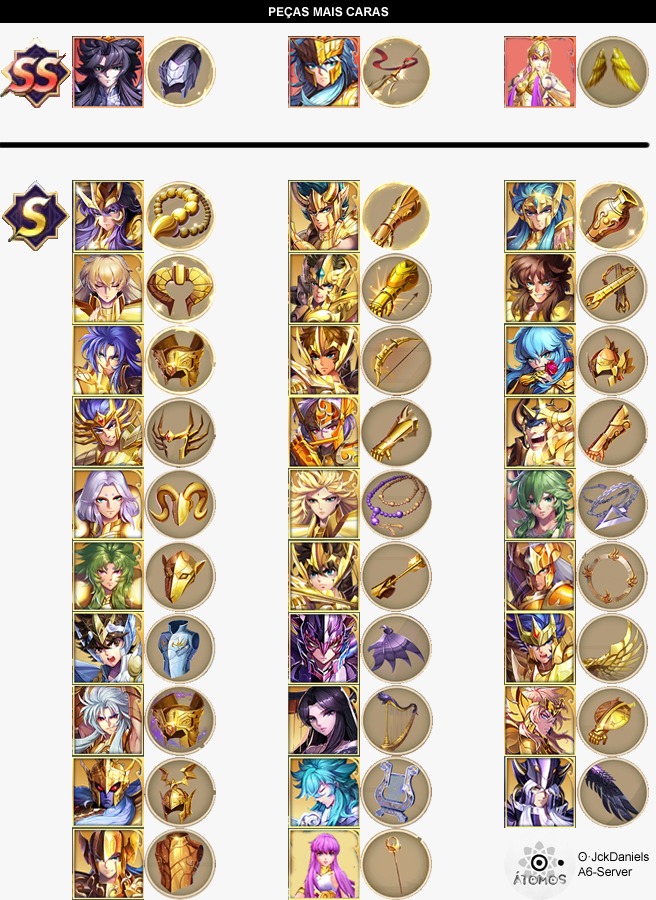 PEÇAS MAIS CARAS
SS
S
ÁTOMOS
ʘ·JckDaniels
A6-Server